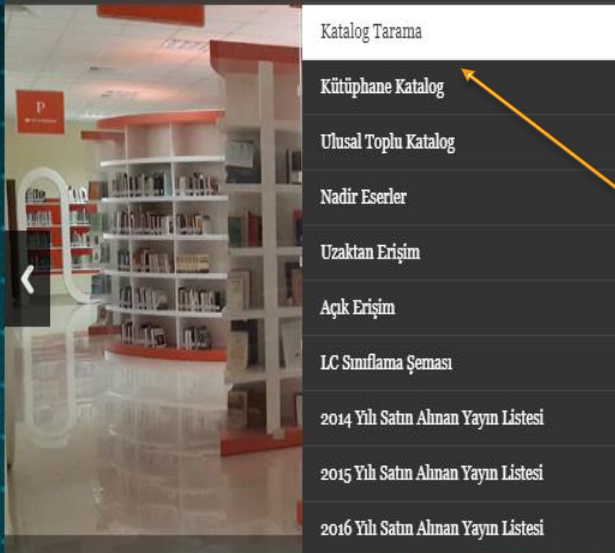 Katalog Tarama
Kütüphane Katalog
Ulusal Toplu Katalog
Nadir Eserler
Uzaktan Erişim
Açık Erişim
LC Sınıflama Şeması
2014 Yılı Satın Alınan Yayın Listesi
2015 Yılı Satın Alınan Yayın Listesi
2016 Yılı Satın Alınan Yayın Listesi
P